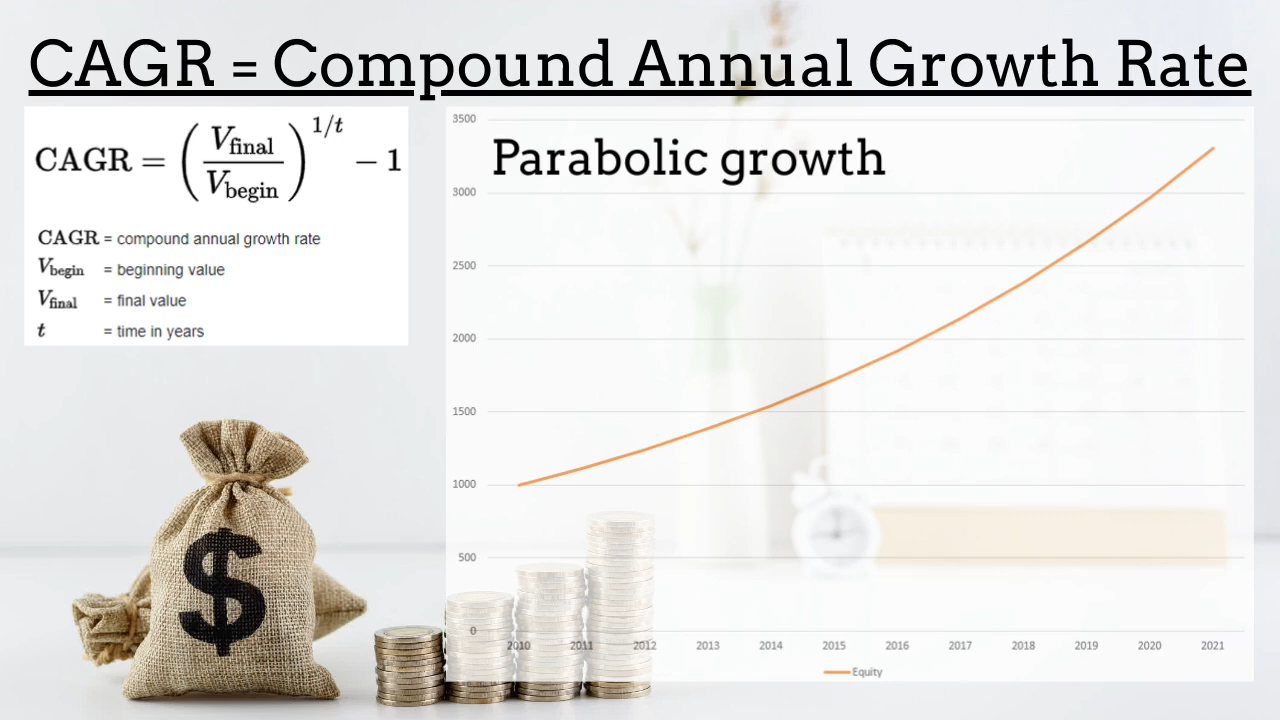 CAGR = Compound Annual Growth Rate
CAGR = (V_final / V_begin)^{1/t} − 1
CAGR = compound annual growth rate
V_begin = beginning value
V_final = final value
t = time in years
Parabolic growth
3500
3000
2500
2000
1500
1000
500
0
2010 2011 2012 2013 2014 2015 2016 2017 2018 2019 2020 2021
Equity
$